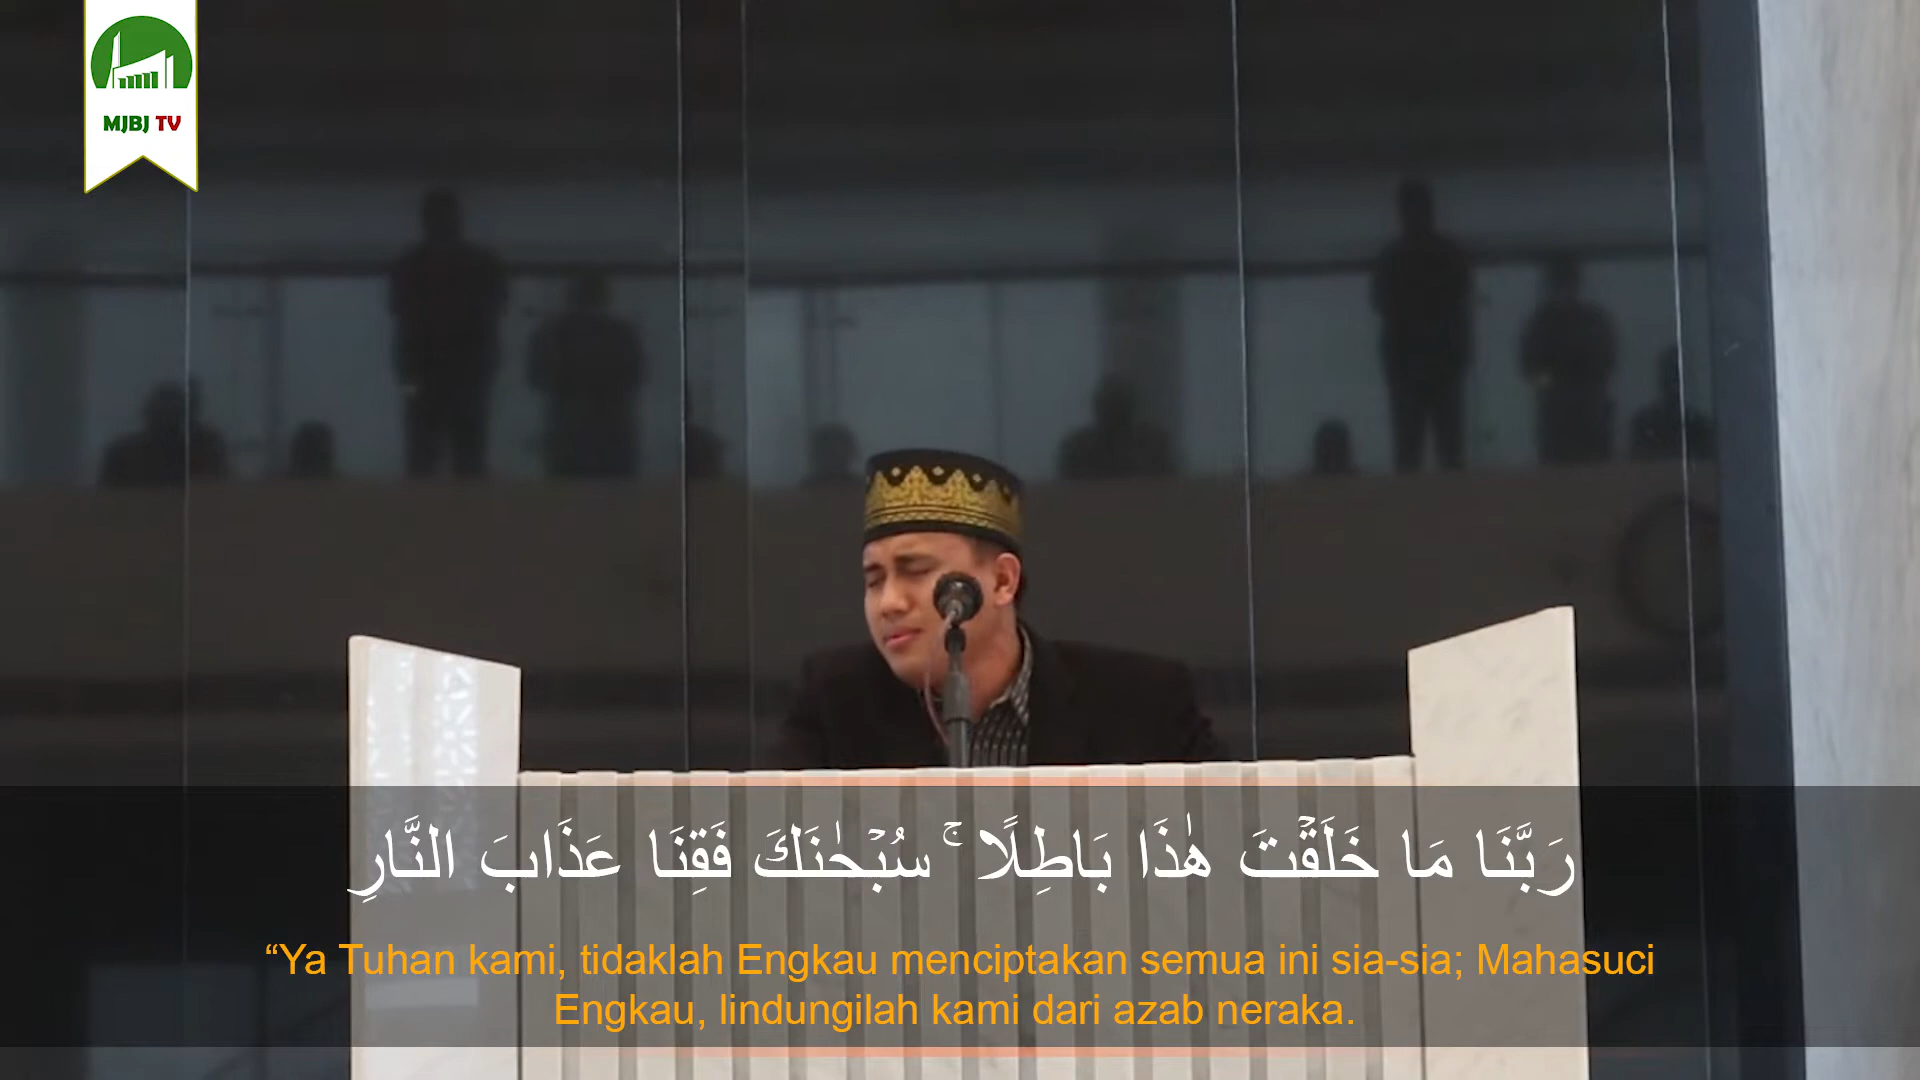 MJBJ TV
رَبَّنَا مَا خَلَقْتَ هٰذَا بَاطِلًا ۚ سُبْحٰنَكَ فَقِنَا عَذَابَ النَّارِ
“Ya Tuhan kami, tidaklah Engkau menciptakan semua ini sia-sia; Mahasuci
Engkau, lindungilah kami dari azab neraka.